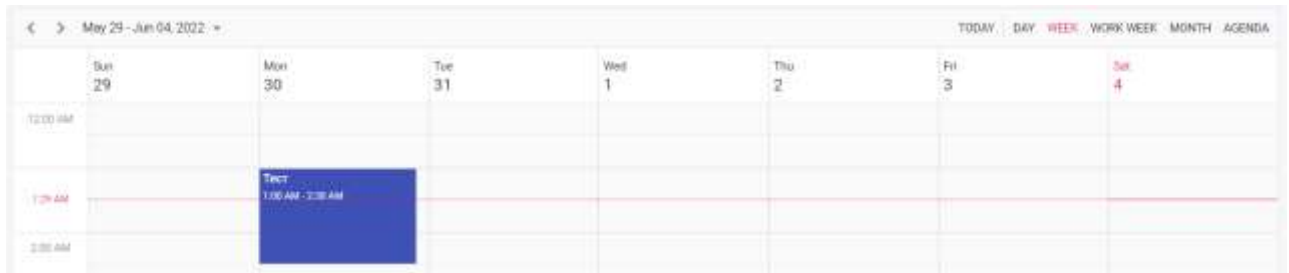 May 29 - Jun 04, 2022
TODAY DAY WEEK WORK WEEK MONTH AGENDA
Sun Mon Tue Wed Thu Fri Sat
29 30 31 1 2 3 4
12:00 AM
Тест
1:00 AM - 2:30 AM
1:29 AM
2:00 AM